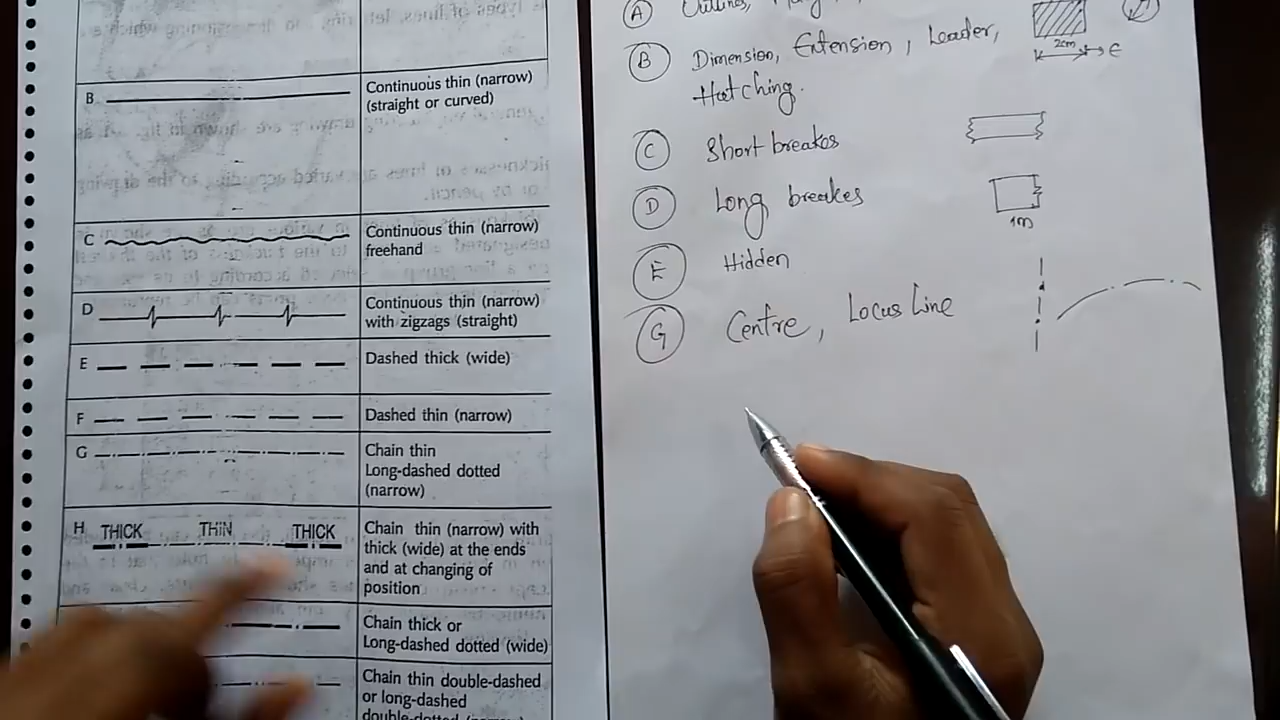 B
Continuous thin (narrow)
(straight or curved)
C
Continuous thin (narrow)
freehand
D
Continuous thin (narrow)
with zigzags (straight)
E
Dashed thick (wide)
F
Dashed thin (narrow)
G
Chain thin
Long-dashed dotted
(narrow)
H THICK THIN THICK
Chain thin (narrow) with
thick (wide) at the ends
and at changing of
position
Chain thick or
Long-dashed dotted (wide)
Chain thin double-dashed
or long-dashed
double-dotted
A Outlines,
B Dimension, Extension, Leader,
Hatching.
2cm
C Short breakes
D Long breakes
1m
E Hidden
G Centre, Locus Line